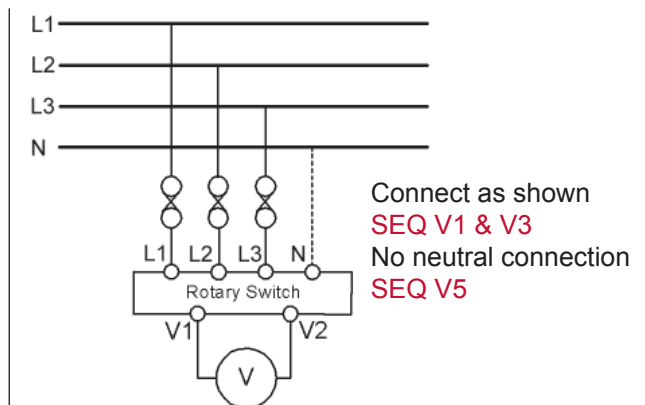 L1
L2
L3
N
Connect as shown
SEQ V1 & V3
No neutral connection
SEQ V5
L1 L2 L3 N
Rotary Switch
V1 V2
V